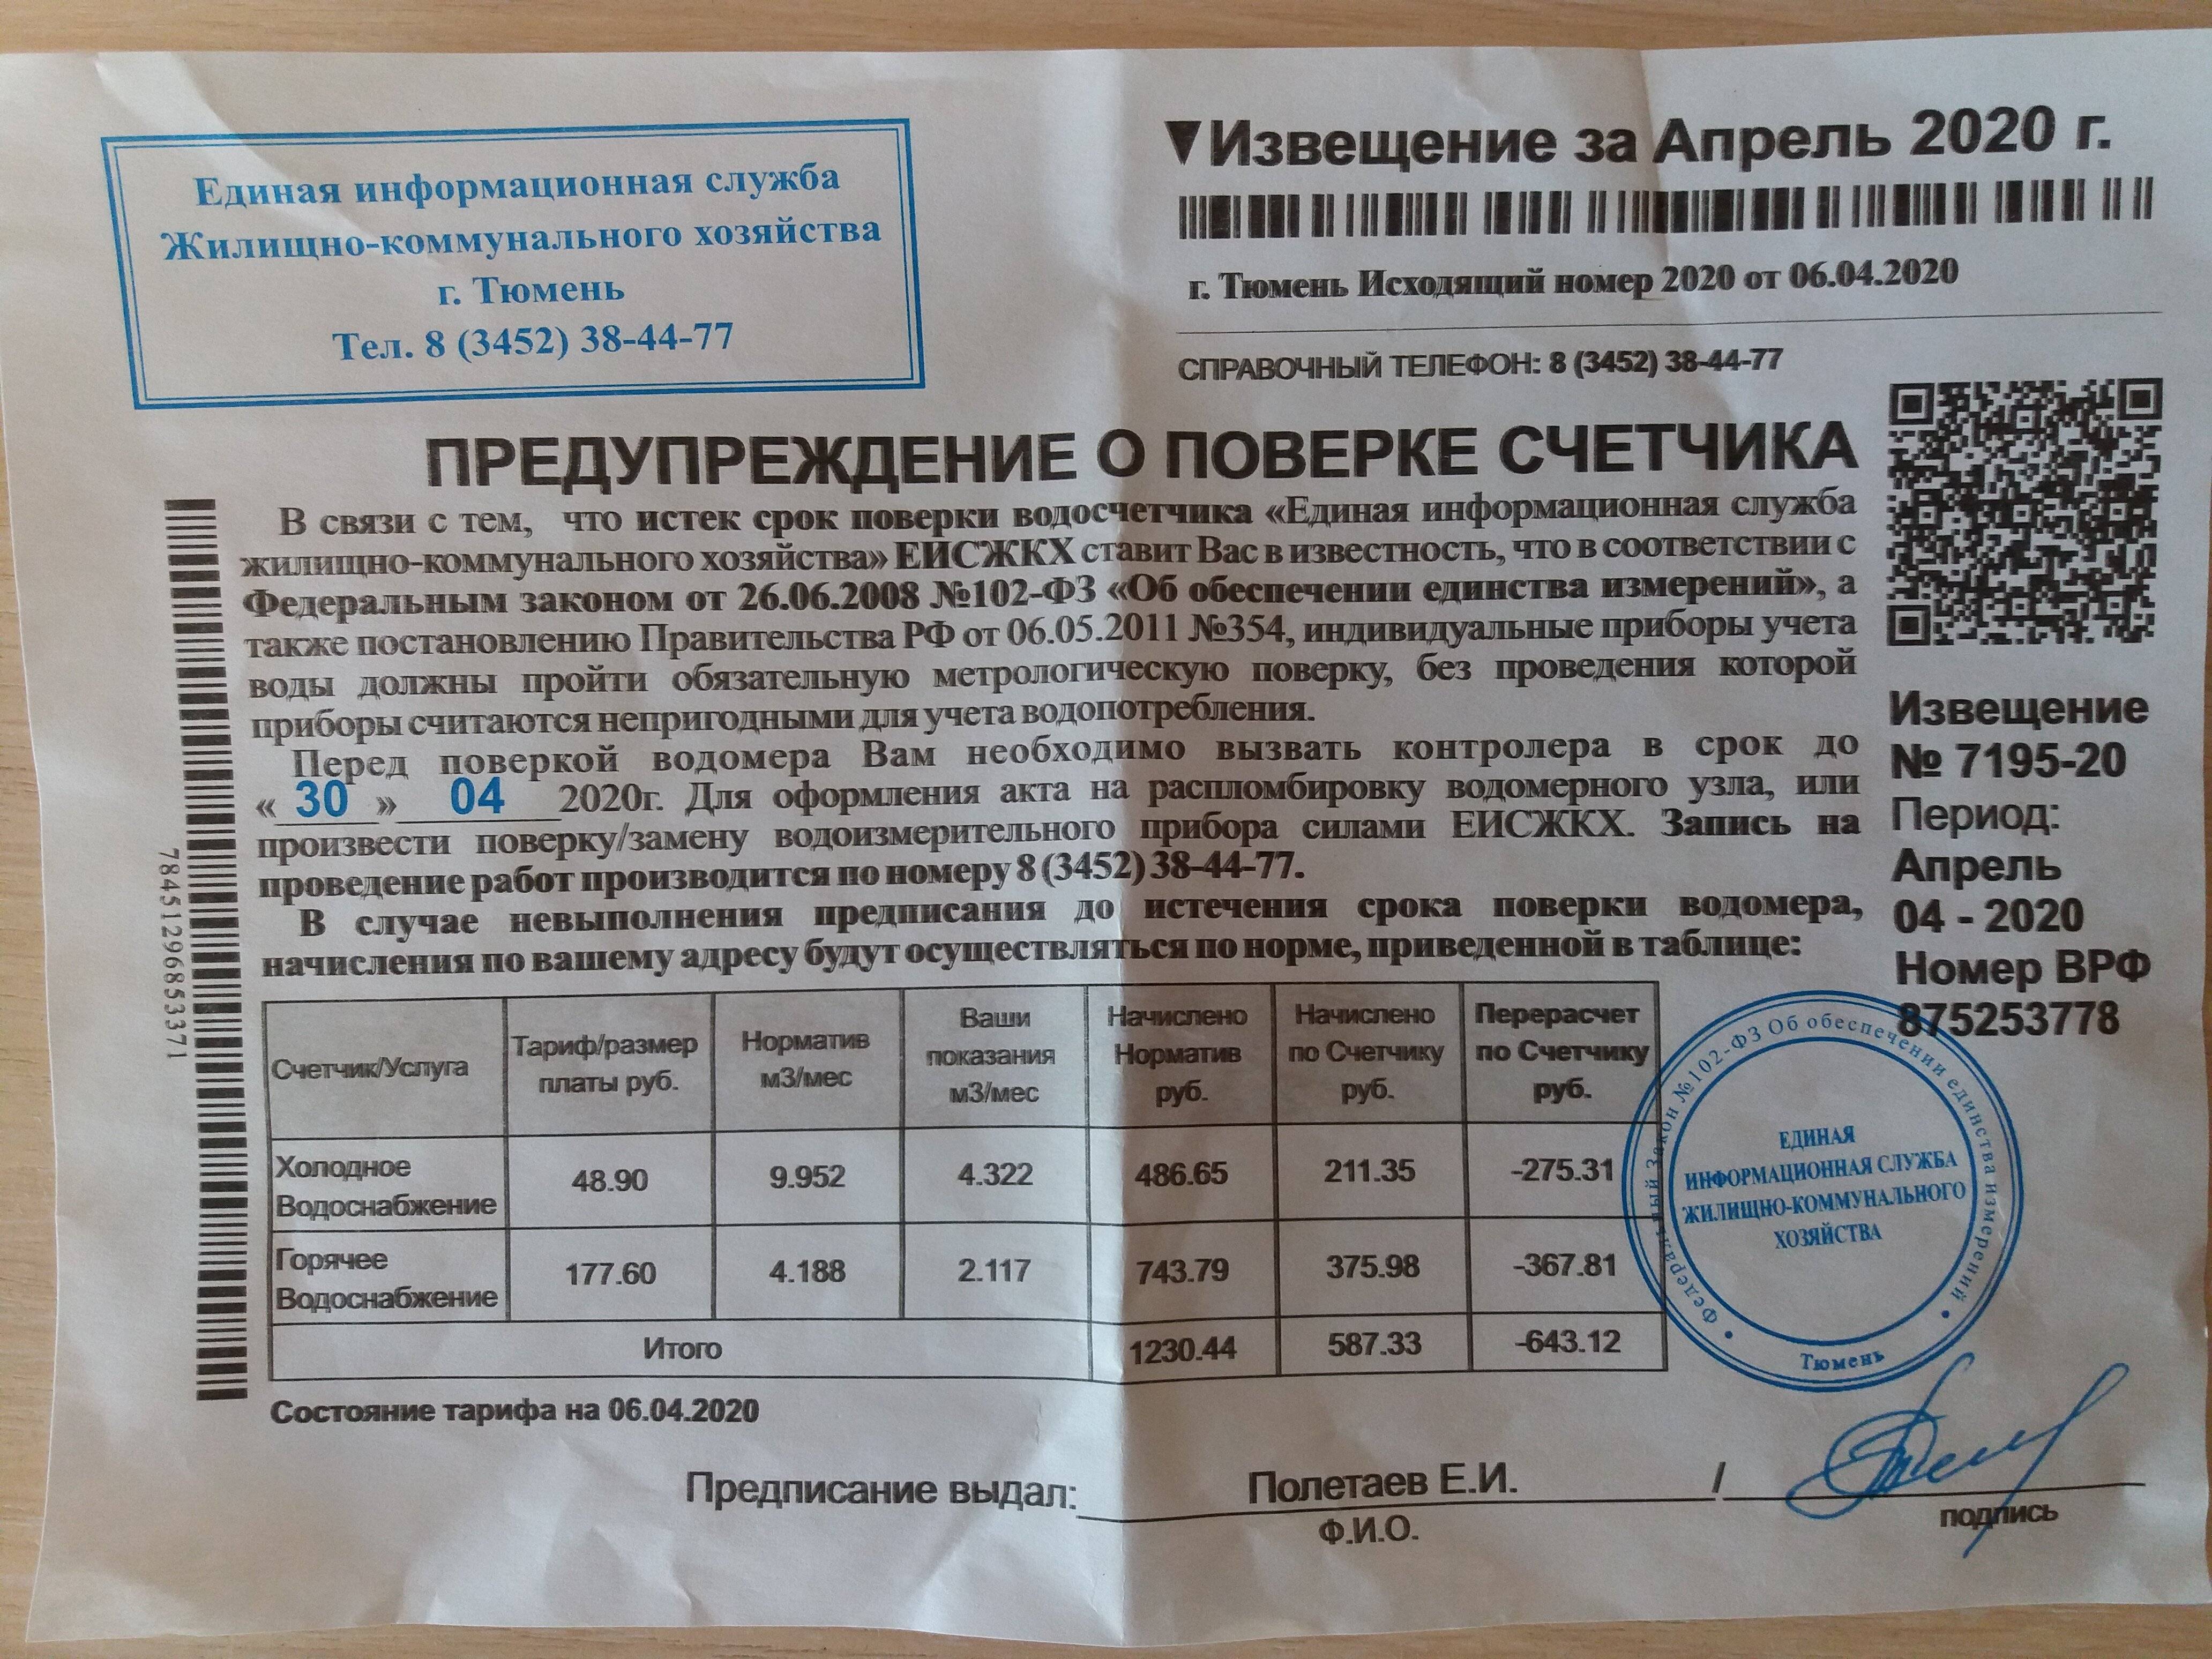 Единая информационная служба
Жилищно-коммунального хозяйства
г. Тюмень
Тел. 8 (3452) 38-44-77
▼Извещение за Апрель 2020 г.
г. Тюмень Исходящий номер 2020 от 06.04.2020
СПРАВОЧНЫЙ ТЕЛЕФОН: 8 (3452) 38-44-77
ПРЕДУПРЕЖДЕНИЕ О ПОВЕРКЕ СЧЕТЧИКА
В связи с тем, что истек срок поверки водосчетчика «Единая информационная служба
жилищно-коммунального хозяйства» ЕИСЖКХ ставит Вас в известность, что в соответствии с
Федеральным законом от 26.06.2008 №102-ФЗ «Об обеспечении единства измерений», а
также постановлению Правительства РФ от 06.05.2011 №354, индивидуальные приборы учета
воды должны пройти обязательную метрологическую поверку, без проведения которой
приборы считаются непригодными для учета водопотребления.
Перед поверкой водомера Вам необходимо вызвать контролера в срок до
« 30 » 04 2020г. Для оформления акта на распломбировку водомерного узла, или
произвести поверку/замену водоизмерительного прибора силами ЕИСЖКХ. Запись на
проведение работ производится по номеру 8 (3452) 38-44-77.
В случае невыполнения предписания до истечения срока поверки водомера,
начисления по вашему адресу будут осуществляться по норме, приведенной в таблице:
Извещение
№ 7195-20
Период:
Апрель
04 - 2020
Номер ВРФ
875253778
78451296853371
Счетчик/Услуга
Тариф/размер
платы руб.
Норматив
м3/мес
Ваши
показания
м3/мес
Начислено
Норматив
руб.
Начислено
по Счетчику
руб.
Перерасчет
по Счетчику
руб.
Холодное
Водоснабжение
48.90
9.952
4.322
486.65
211.35
-275.31
Горячее
Водоснабжение
177.60
4.188
2.117
743.79
375.98
-367.81
Итого
1230.44
587.33
-643.12
Федеральный Закон №102-ФЗ Об обеспечении единства измерений
ЕДИНАЯ
ИНФОРМАЦИОННАЯ СЛУЖБА
ЖИЛИЩНО-КОММУНАЛЬНОГО
ХОЗЯЙСТВА
Тюмень
Состояние тарифа на 06.04.2020
Предписание выдал: Полетаев Е.И. /
Ф.И.О.
подпись